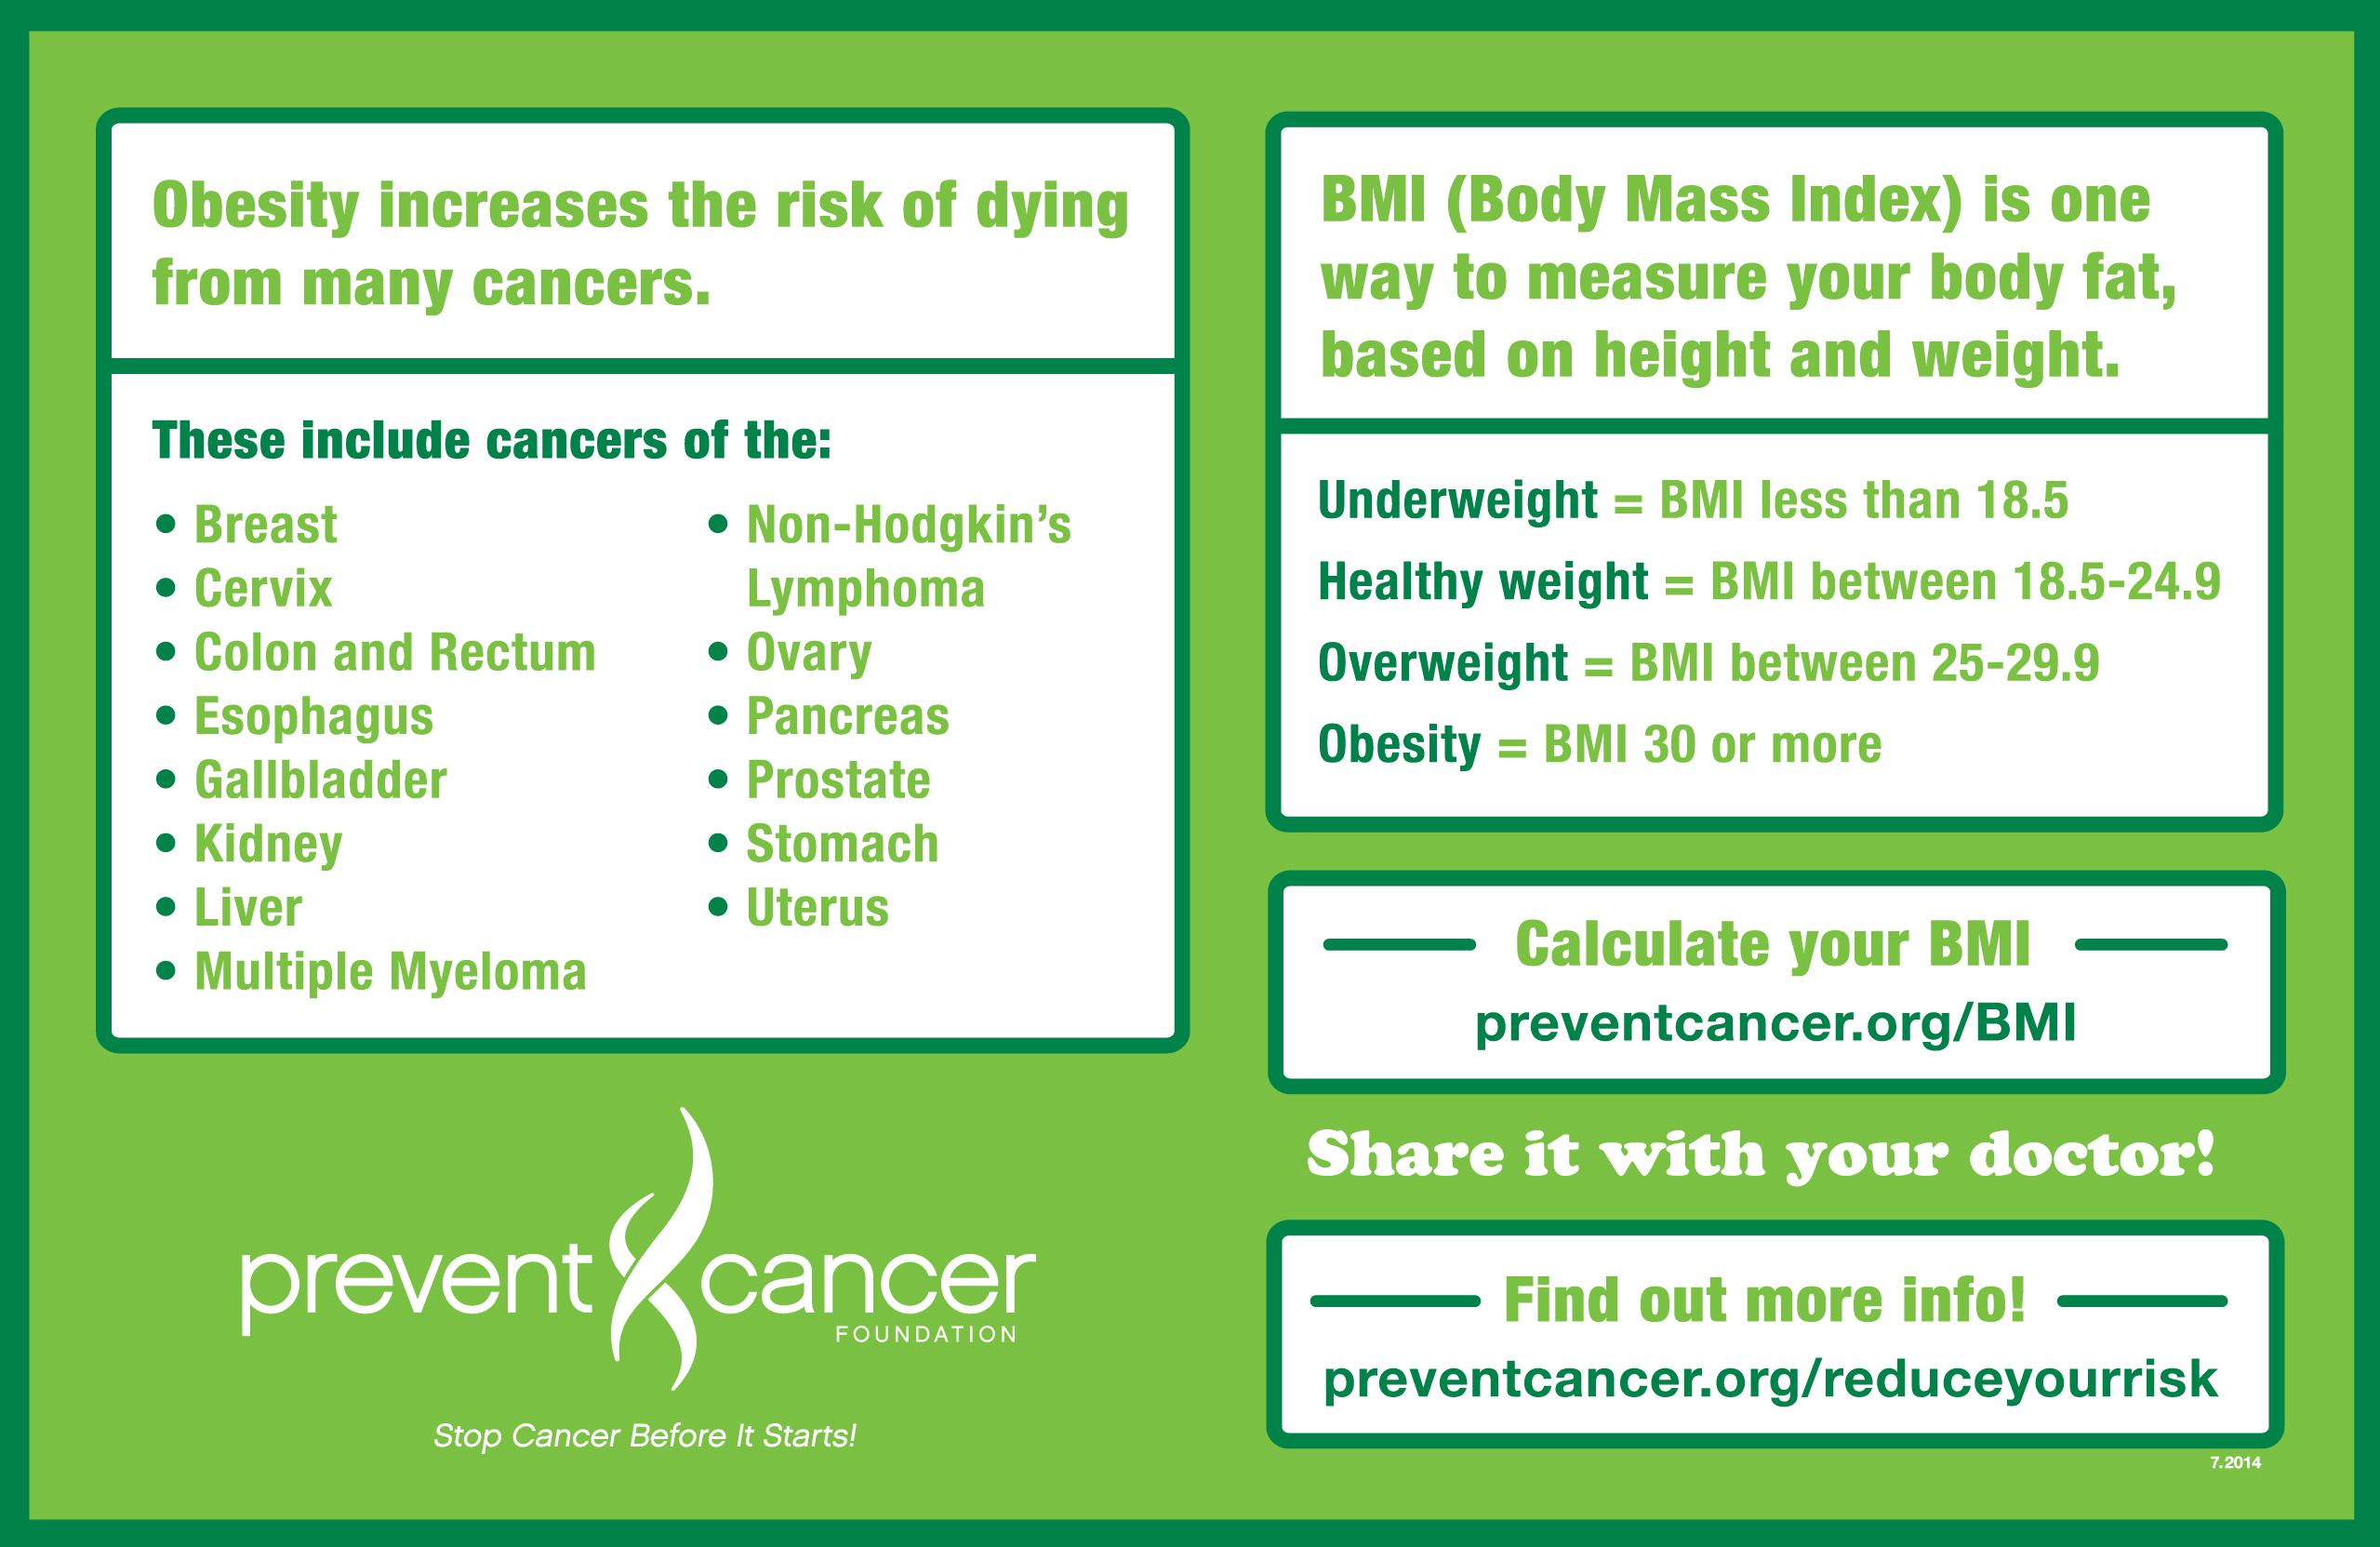 Obesity increases the risk of dying
from many cancers.
These include cancers of the:
• Breast
• Cervix
• Colon and Rectum
• Esophagus
• Gallbladder
• Kidney
• Liver
• Multiple Myeloma
• Non-Hodgkin’s
Lymphoma
• Ovary
• Pancreas
• Prostate
• Stomach
• Uterus
prevent cancer
FOUNDATION
Stop Cancer Before It Starts!
BMI (Body Mass Index) is one
way to measure your body fat,
based on height and weight.
Underweight = BMI less than 18.5
Healthy weight = BMI between 18.5-24.9
Overweight = BMI between 25-29.9
Obesity = BMI 30 or more
Calculate your BMI
preventcancer.org/BMI
Share it with your doctor!
Find out more info!
preventcancer.org/reduceyourrisk
7.2014